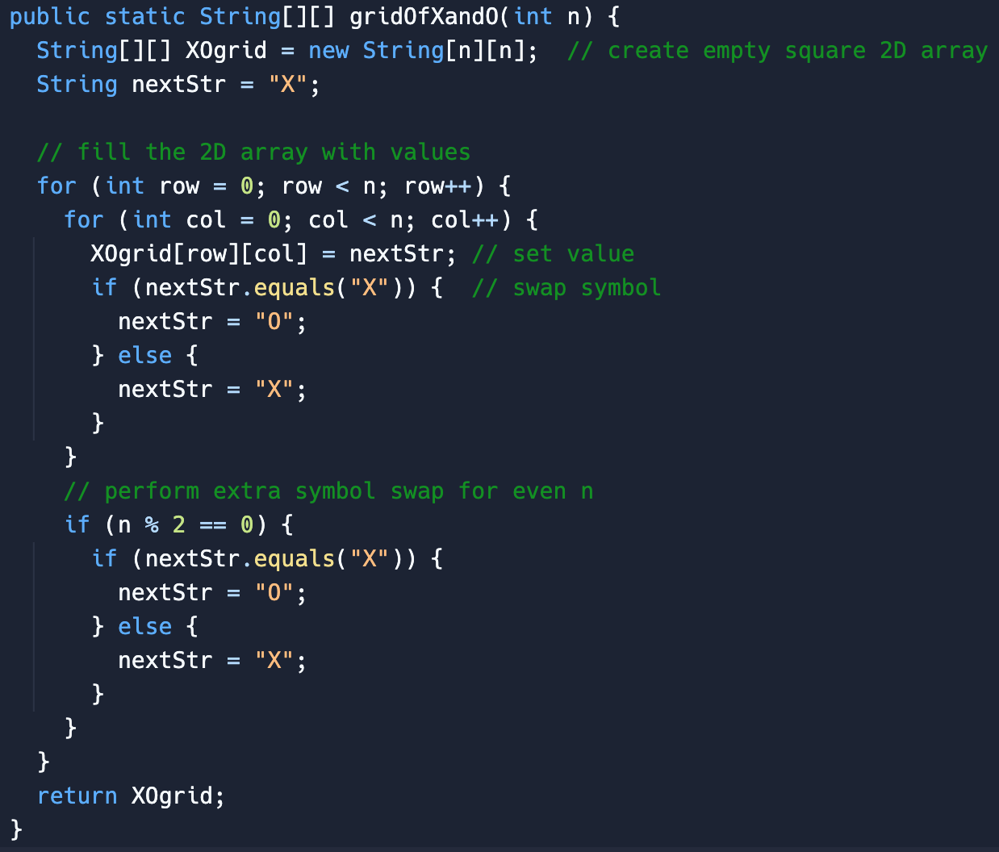 public static String[][] gridOfXandO(int n) {
  String[][] XOgrid = new String[n][n];  // create empty square 2D array
  String nextStr = "X";

  // fill the 2D array with values
  for (int row = 0; row < n; row++) {
    for (int col = 0; col < n; col++) {
      XOgrid[row][col] = nextStr; // set value
      if (nextStr.equals("X")) {  // swap symbol
        nextStr = "O";
      } else {
        nextStr = "X";
      }
    }
    // perform extra symbol swap for even n
    if (n % 2 == 0) {
      if (nextStr.equals("X")) {
        nextStr = "O";
      } else {
        nextStr = "X";
      }
    }
  }
  return XOgrid;
}